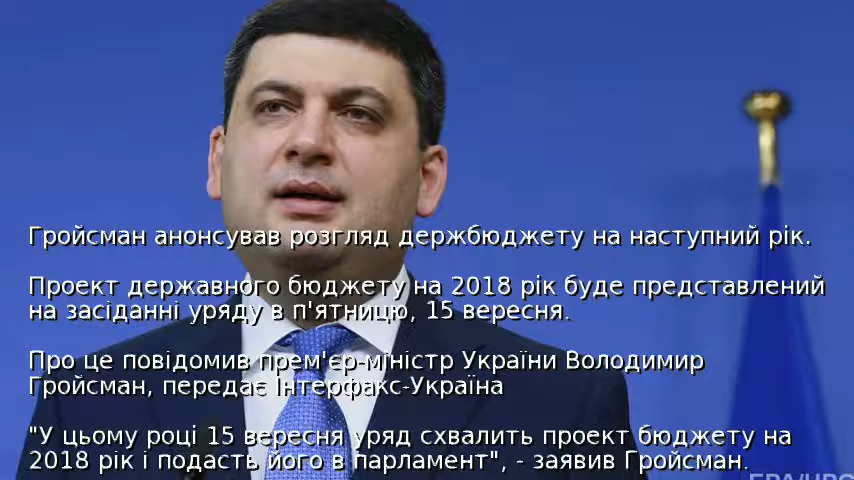 Гройсман анонсував розгляд держбюджету на наступний рік.
Проект державного бюджету на 2018 рік буде представлений
на засіданні уряду в п'ятницю, 15 вересня.
Про це повідомив прем'єр-міністр України Володимир
Гройсман, передає Інтерфакс-Україна
"У цьому році 15 вересня уряд схвалить проект бюджету на
2018 рік і подасть його в парламент", - заявив Гройсман.